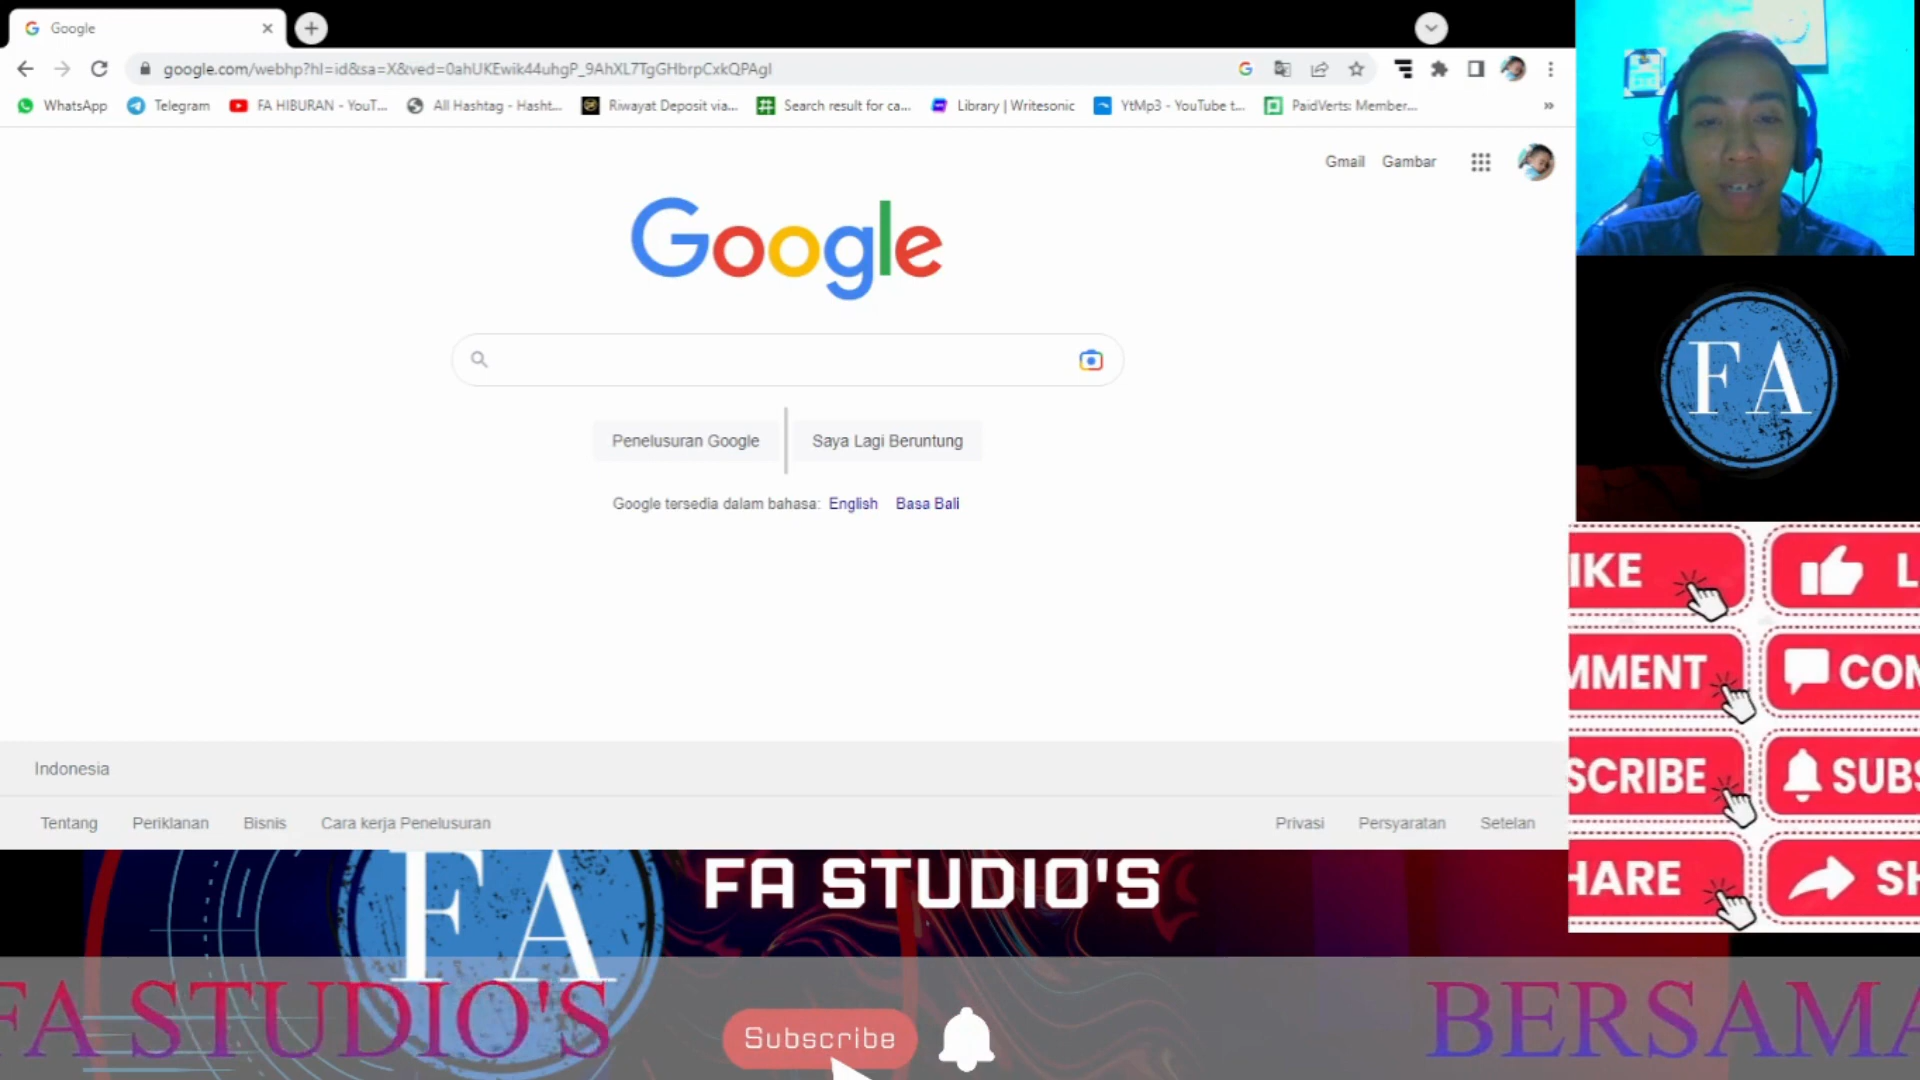 Google
google.com/webhp?hl=id&sa=X&ved=0ahUKEwik44uhgP_9AhXL7TgGHbrpCxkQPAgI
WhatsApp Telegram FA HIBURAN - YouT... All Hashtag - Hasht... Riwayat Deposit via... Search result for ca... Library | Writesonic YtMp3 - YouTube t... PaidVerts: Member... »
Gmail Gambar
Google
Penelusuran Google Saya Lagi Beruntung
Google tersedia dalam bahasa: English Basa Bali
Indonesia
Tentang Periklanan Bisnis Cara kerja Penelusuran Privasi Persyaratan Setelan
FA
IKE L
MMENT COM
SCRIBE SUBS
HARE SH
FA
FA STUDIO'S
FA STUDIO'S
Subscribe
BERSAMA